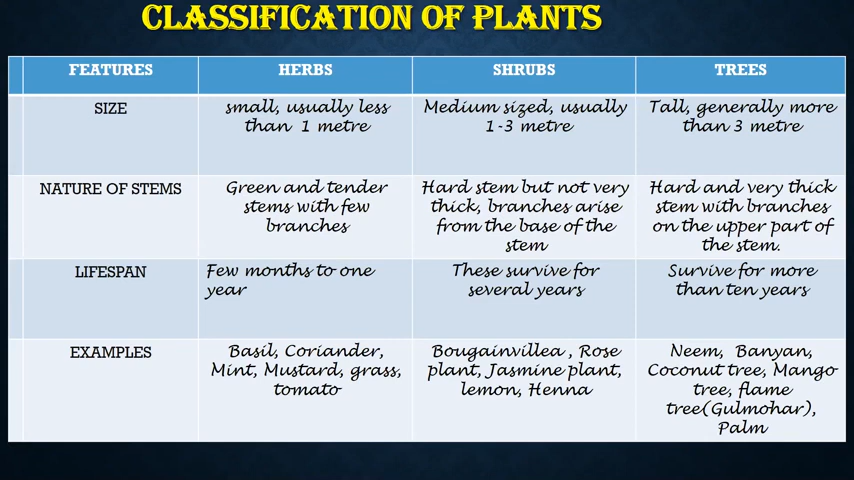 CLASSIFICATION OF PLANTS
FEATURES
HERBS
SHRUBS
TREES
SIZE
small, usually less
than 1 metre
Medium sized, usually
1-3 metre
Tall, generally more
than 3 metre
NATURE OF STEMS
Green and tender
stems with few
branches
Hard stem but not very
thick, branches arise
from the base of the
stem
Hard and very thick
stem with branches
on the upper part of
the stem.
LIFESPAN
Few months to one
year
These survive for
several years
Survive for more
than ten years
EXAMPLES
Basil, Coriander,
Mint, Mustard, grass,
tomato
Bougainvillea , Rose
plant, Jasmine plant,
lemon, Henna
Neem, Banyan,
Coconut tree, Mango
tree, flame
tree(Gulmohar),
Palm